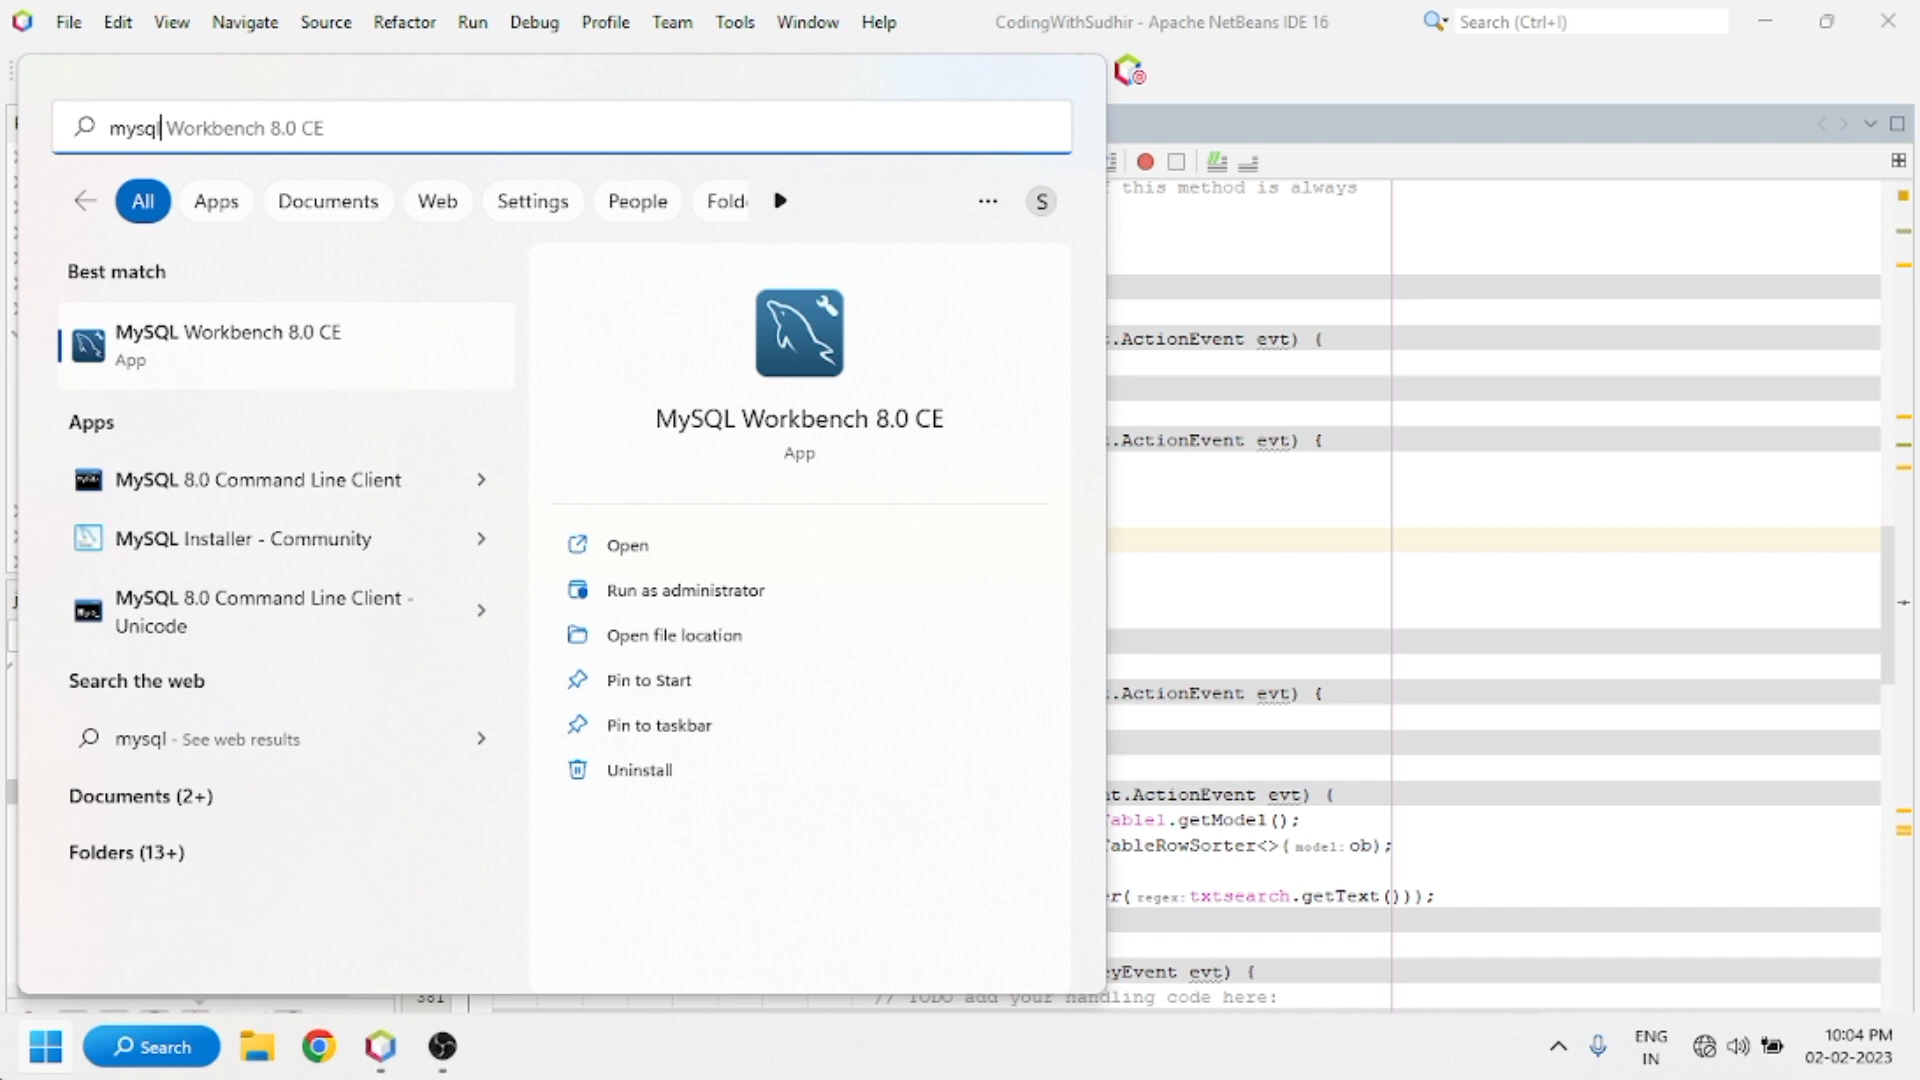 File Edit View Navigate Source Refactor Run Debug Profile Team Tools Window Help
CodingWithSudhir - Apache NetBeans IDE 16
Search (Ctrl+I)
mysql Workbench 8.0 CE
All Apps Documents Web Settings People Fold
S
Best match
MySQL Workbench 8.0 CE
App
Apps
MySQL 8.0 Command Line Client
MySQL Installer - Community
MySQL 8.0 Command Line Client -
Unicode
Search the web
mysql - See web results
Documents (2+)
Folders (13+)
MySQL Workbench 8.0 CE
App
Open
Run as administrator
Open file location
Pin to Start
Pin to taskbar
Uninstall
this method is always
.ActionEvent evt) {
.ActionEvent evt) {
.ActionEvent evt) {
t.ActionEvent evt) {
Table1.getModel();
TableRowSorter<>( model: ob);
er( regex: txtsearch.getText()));
eyEvent evt) {
381
// TODO add your handling code here:
Search
ENG
IN
10:04 PM
02-02-2023